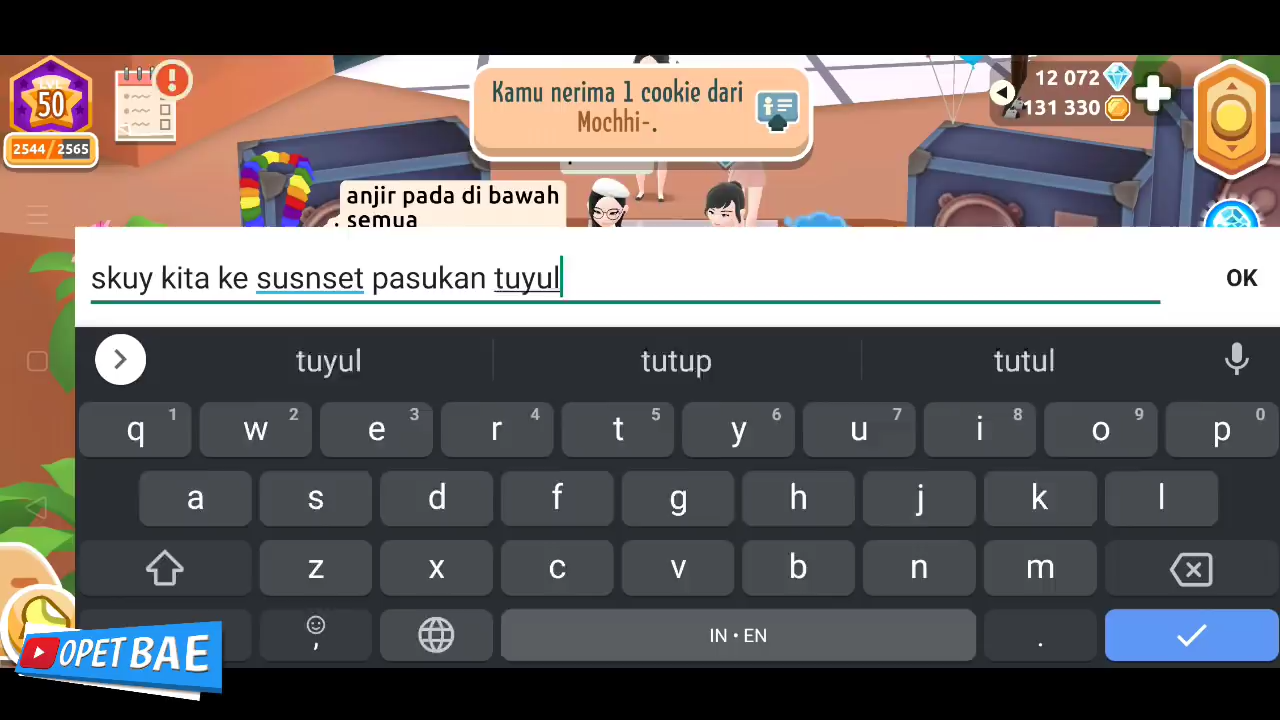 50
2544 / 2565
Kamu nerima 1 cookie dari
Mochhi-.
12 072
131 330
anjir pada di bawah
semua
skuy kita ke susnset pasukan tuyul
OK
tuyul
tutup
tutul
q 1 w 2 e 3 r 4 t 5 y 6 u 7 i 8 o 9 p 0
a s d f g h j k l
z x c v b n m
, IN • EN .
OPET BAE